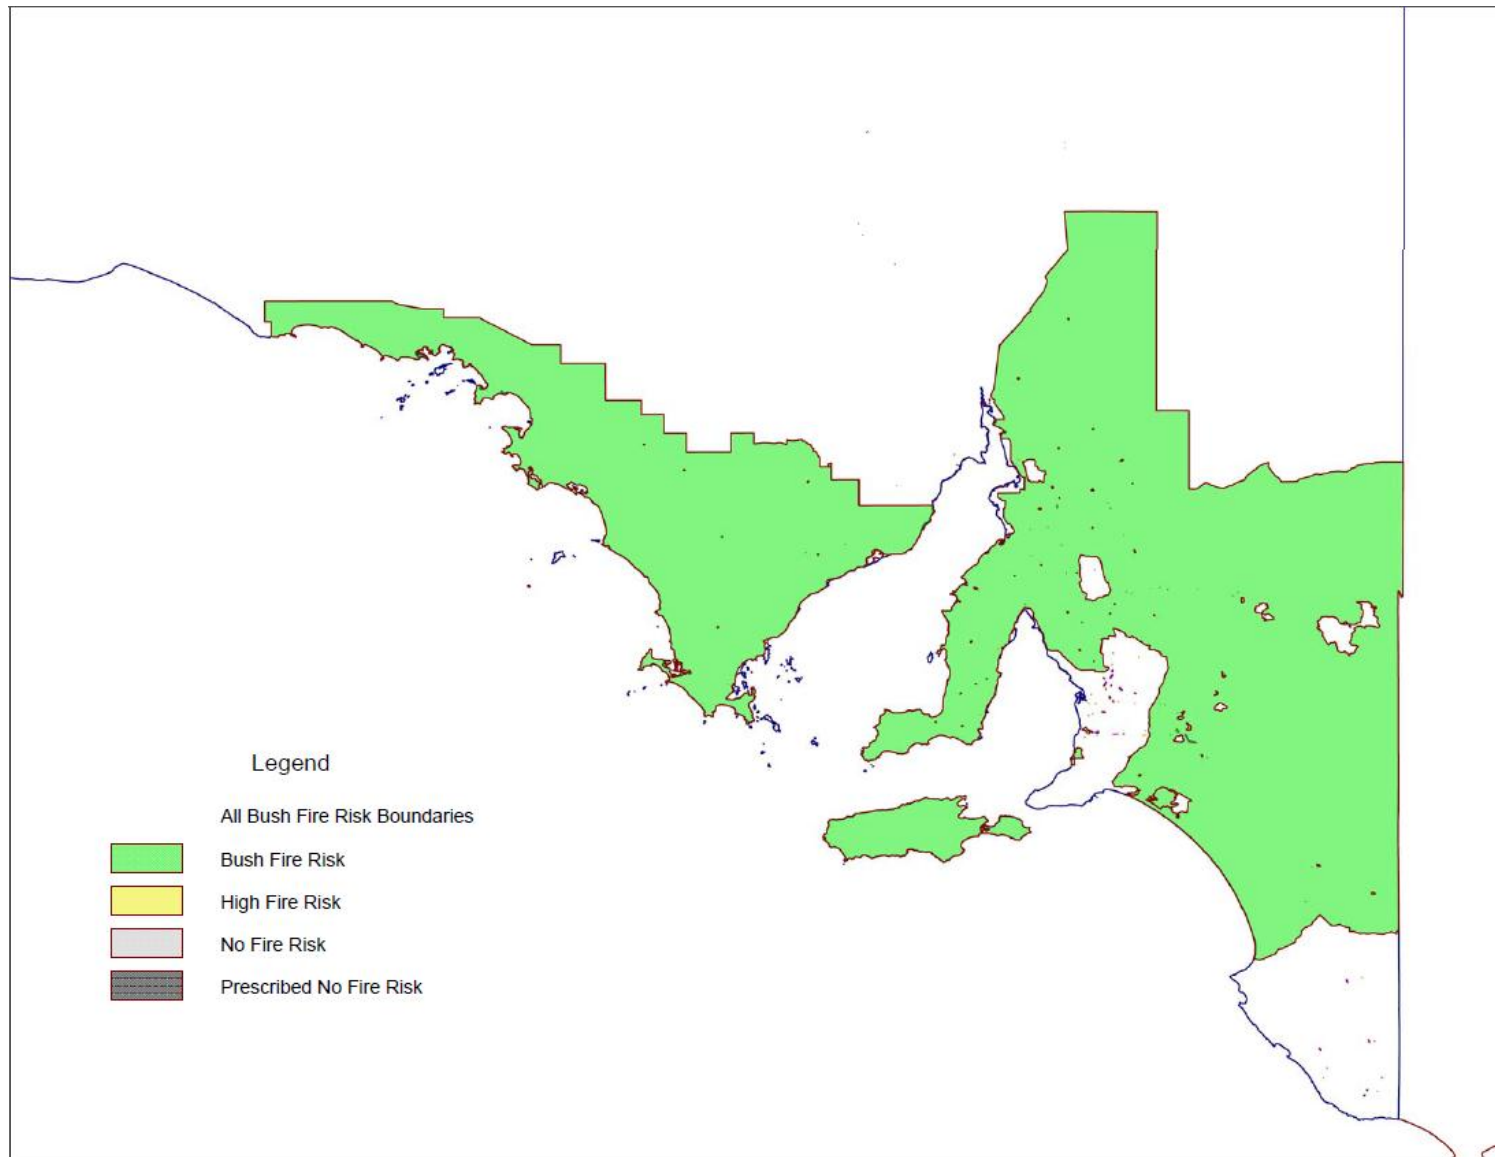 Legend
All Bush Fire Risk Boundaries
Bush Fire Risk
High Fire Risk
No Fire Risk
Prescribed No Fire Risk